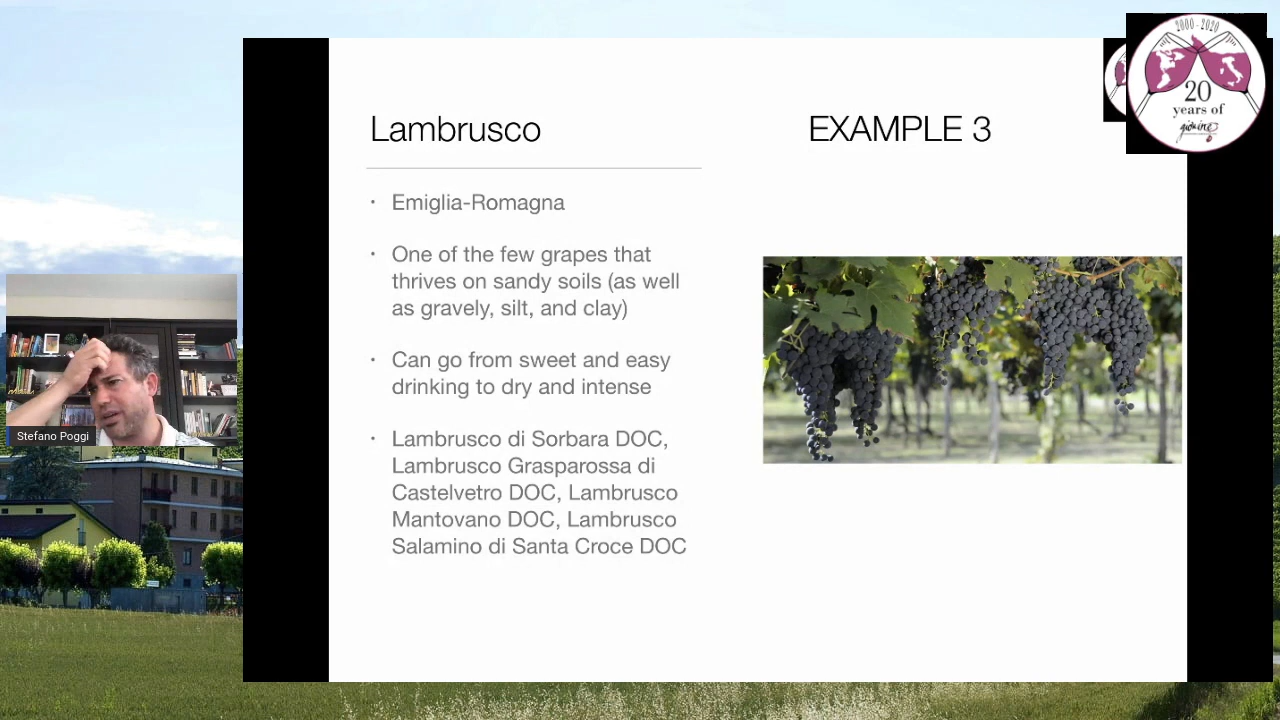 2000-2020
20
years of
Lambrusco
EXAMPLE 3
· Emiglia-Romagna
· One of the few grapes that
thrives on sandy soils (as well
as gravely, silt, and clay)
· Can go from sweet and easy
drinking to dry and intense
· Lambrusco di Sorbara DOC,
Lambrusco Grasparossa di
Castelvetro DOC, Lambrusco
Mantovano DOC, Lambrusco
Salamino di Santa Croce DOC
Stefano Poggi